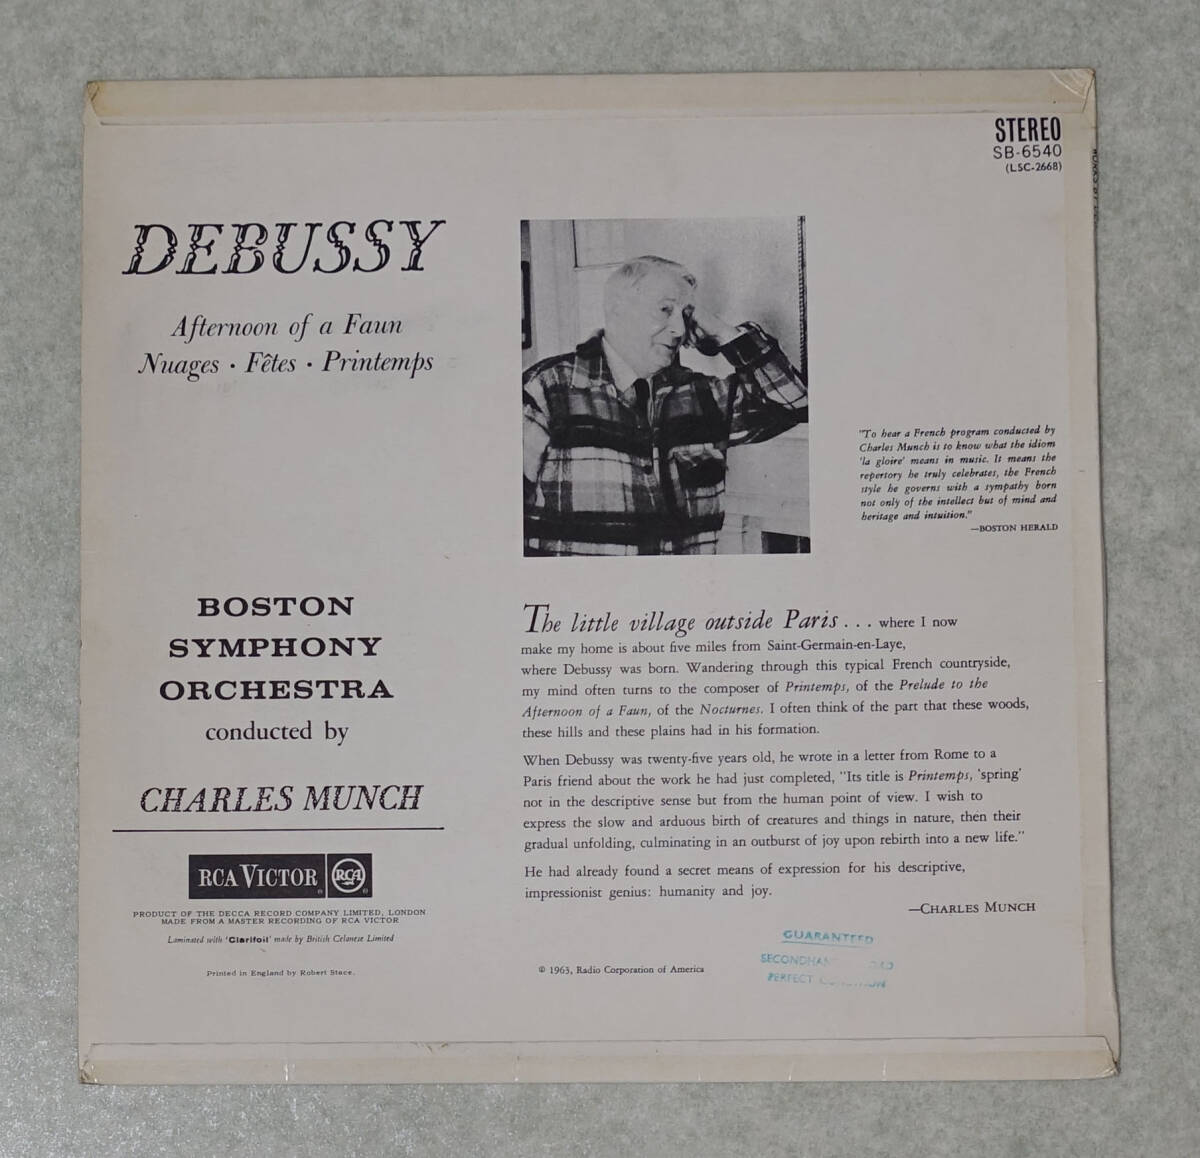 STEREO
SB-6540
(LSC-2668)
DEBUSSY
Afternoon of a Faun
Nuages · Fêtes · Printemps
"To hear a French program conducted by
Charles Munch is to know what the idiom
'la gloire' means in music. It means the
repertory he truly celebrates, the French
style he governs with a sympathy born
not only of the intellect but of mind and
heritage and intuition."
—BOSTON HERALD
BOSTON
SYMPHONY
ORCHESTRA
conducted by
CHARLES MUNCH
RCA VICTOR RCA
PRODUCT OF THE DECCA RECORD COMPANY LIMITED, LONDON
MADE FROM A MASTER RECORDING OF RCA VICTOR
Laminated with 'Clarifoil' made by British Celanese Limited
Printed in England by Robert Stace.
The little village outside Paris . . . where I now
make my home is about five miles from Saint-Germain-en-Laye,
where Debussy was born. Wandering through this typical French countryside,
my mind often turns to the composer of Printemps, of the Prelude to the
Afternoon of a Faun, of the Nocturnes. I often think of the part that these woods,
these hills and these plains had in his formation.
When Debussy was twenty-five years old, he wrote in a letter from Rome to a
Paris friend about the work he had just completed, "Its title is Printemps, 'spring'
not in the descriptive sense but from the human point of view. I wish to
express the slow and arduous birth of creatures and things in nature, then their
gradual unfolding, culminating in an outburst of joy upon rebirth into a new life."
He had already found a secret means of expression for his descriptive,
impressionist genius: humanity and joy.
—CHARLES MUNCH
© 1963, Radio Corporation of America
GUARANTEED
PERFECT